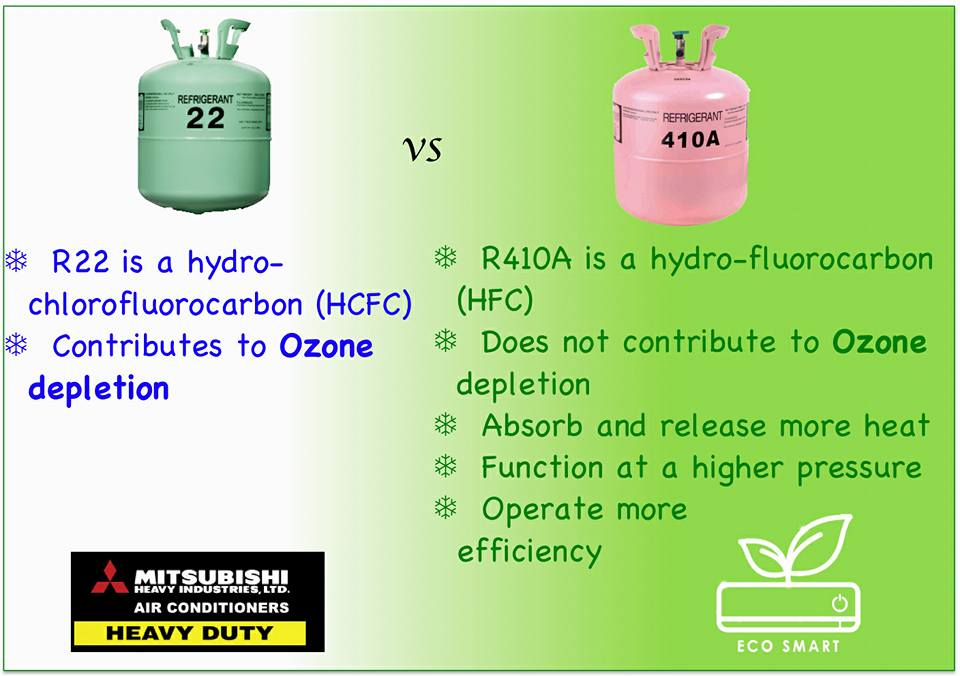 REFRIGERANT
22
vs
REFRIGERANT
410A
R22 is a hydro-
chlorofluorocarbon (HCFC)
Contributes to Ozone
depletion
R410A is a hydro-fluorocarbon
(HFC)
Does not contribute to Ozone
depletion
Absorb and release more heat
Function at a higher pressure
Operate more
efficiency
MITSUBISHI
HEAVY INDUSTRIES, LTD.
AIR CONDITIONERS
HEAVY DUTY
ECO SMART